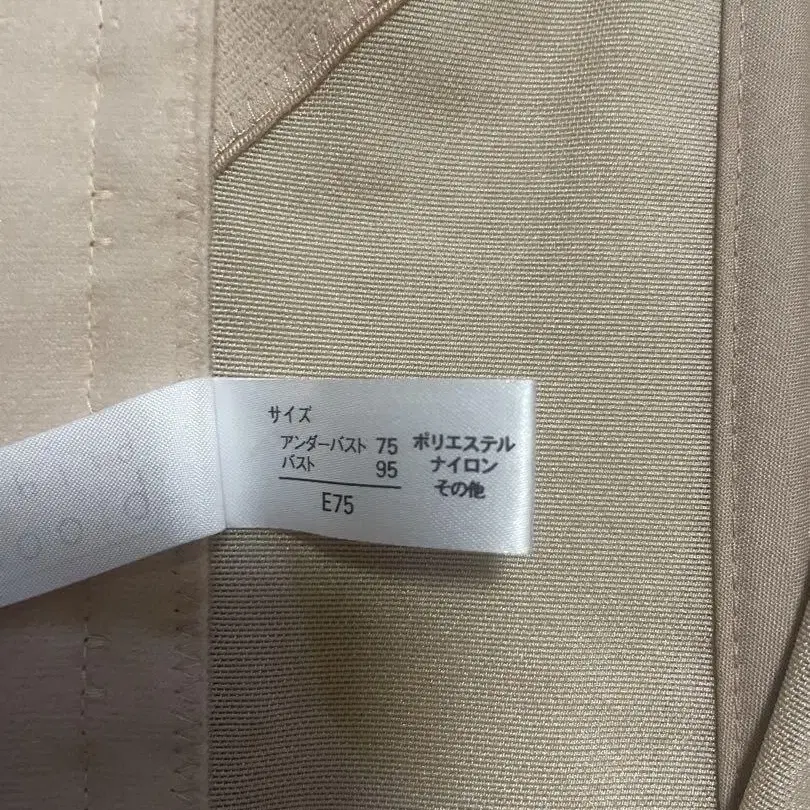 サイズ
アンダーバスト 75
バスト 95
E75
ポリエステル
ナイロン
その他